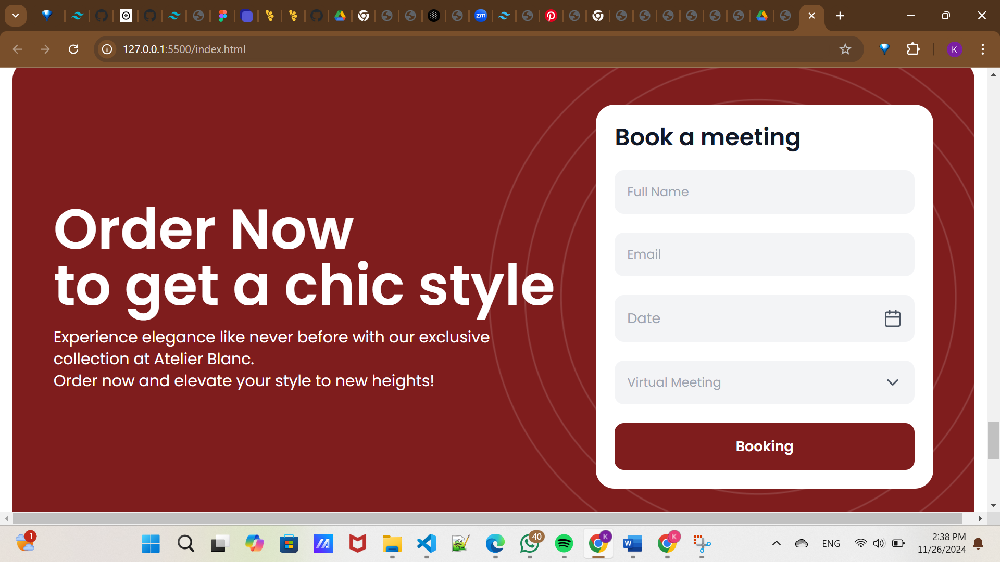 zm
127.0.0.1:5500/index.html
K
Order Now
to get a chic style
Experience elegance like never before with our exclusive
collection at Atelier Blanc.
Order now and elevate your style to new heights!
Book a meeting
Full Name
Email
Date
Virtual Meeting
Booking
1
40
K
W
K
ENG
2:38 PM
11/26/2024